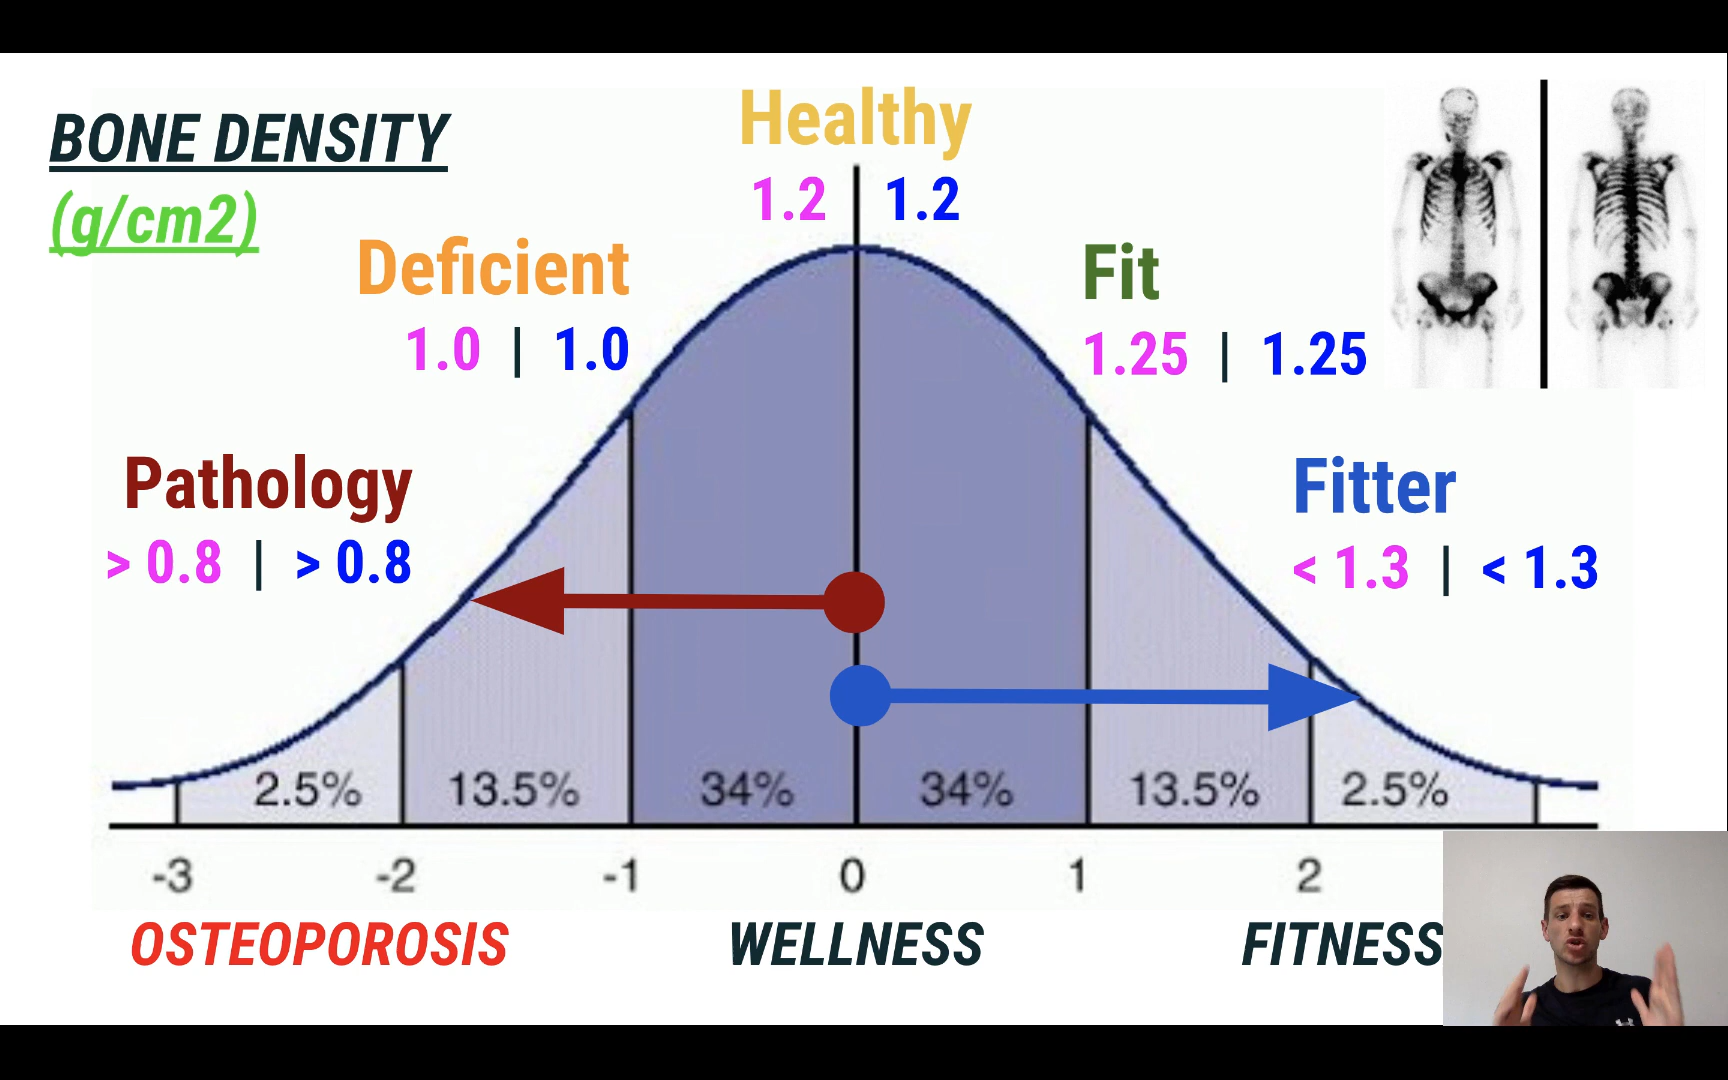 BONE DENSITY
(g/cm2)
Healthy
1.2 1.2
Deficient
1.0 | 1.0
Fit
1.25 | 1.25
Pathology
> 0.8 | > 0.8
Fitter
< 1.3 | < 1.3
2.5% 13.5% 34% 34% 13.5% 2.5%
-3 -2 -1 0 1 2
OSTEOPOROSIS WELLNESS FITNESS